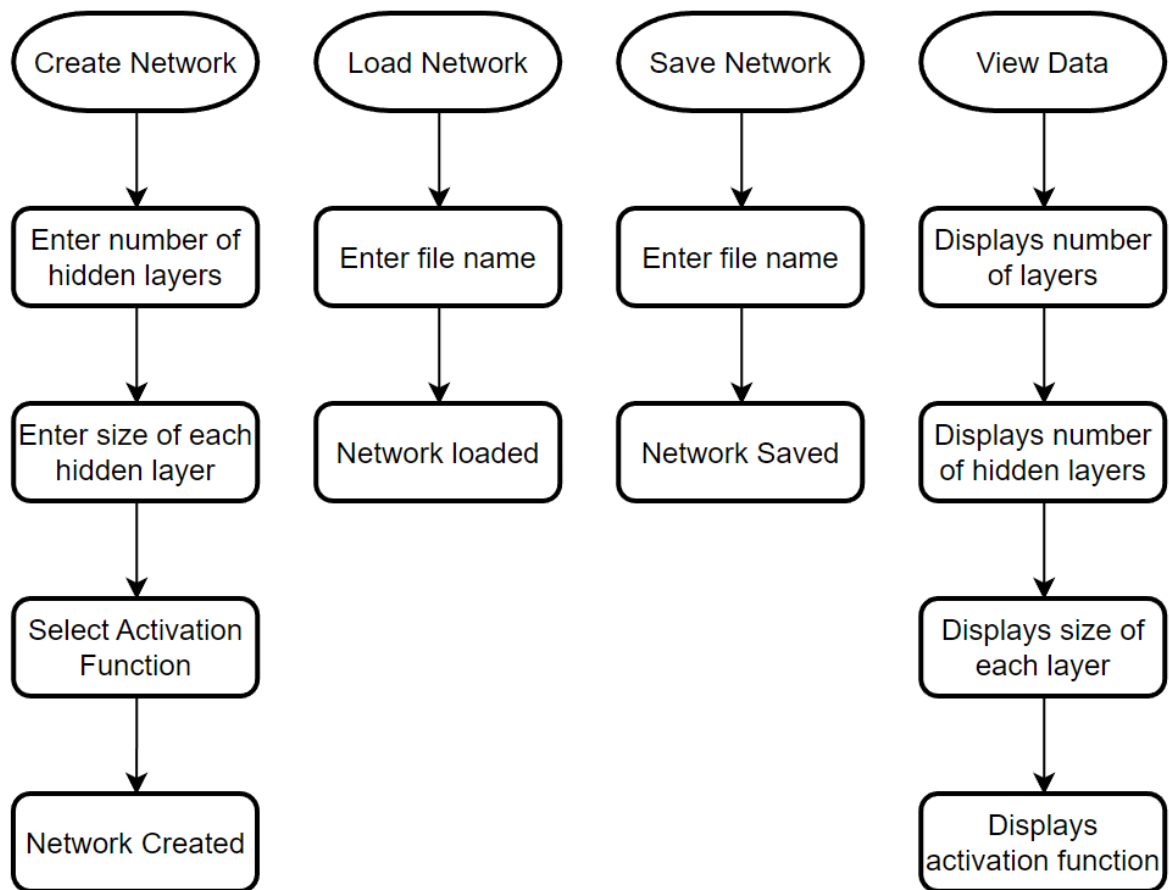 Create Network
Load Network
Save Network
View Data
Enter number of
hidden layers
Enter file name
Enter file name
Displays number
of layers
Enter size of each
hidden layer
Network loaded
Network Saved
Displays number
of hidden layers
Select Activation
Function
Displays size of
each layer
Network Created
Displays
activation function